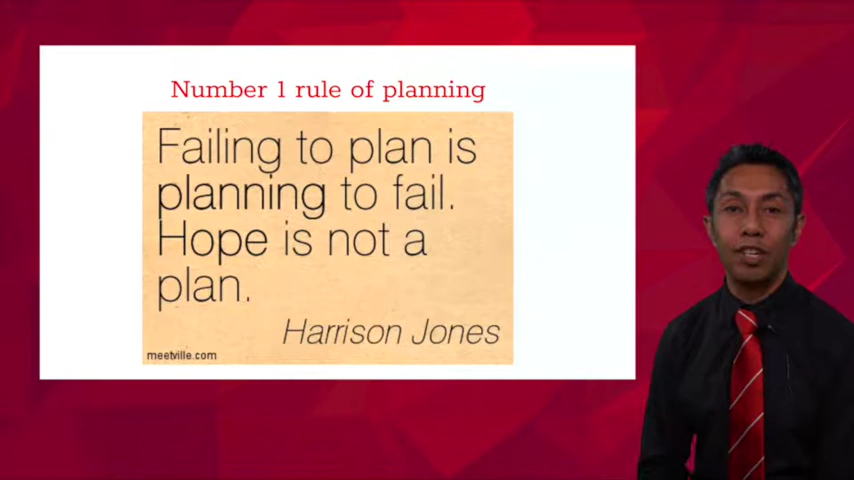 Number 1 rule of planning
Failing to plan is
planning to fail.
Hope is not a
plan.
Harrison Jones
meetville.com